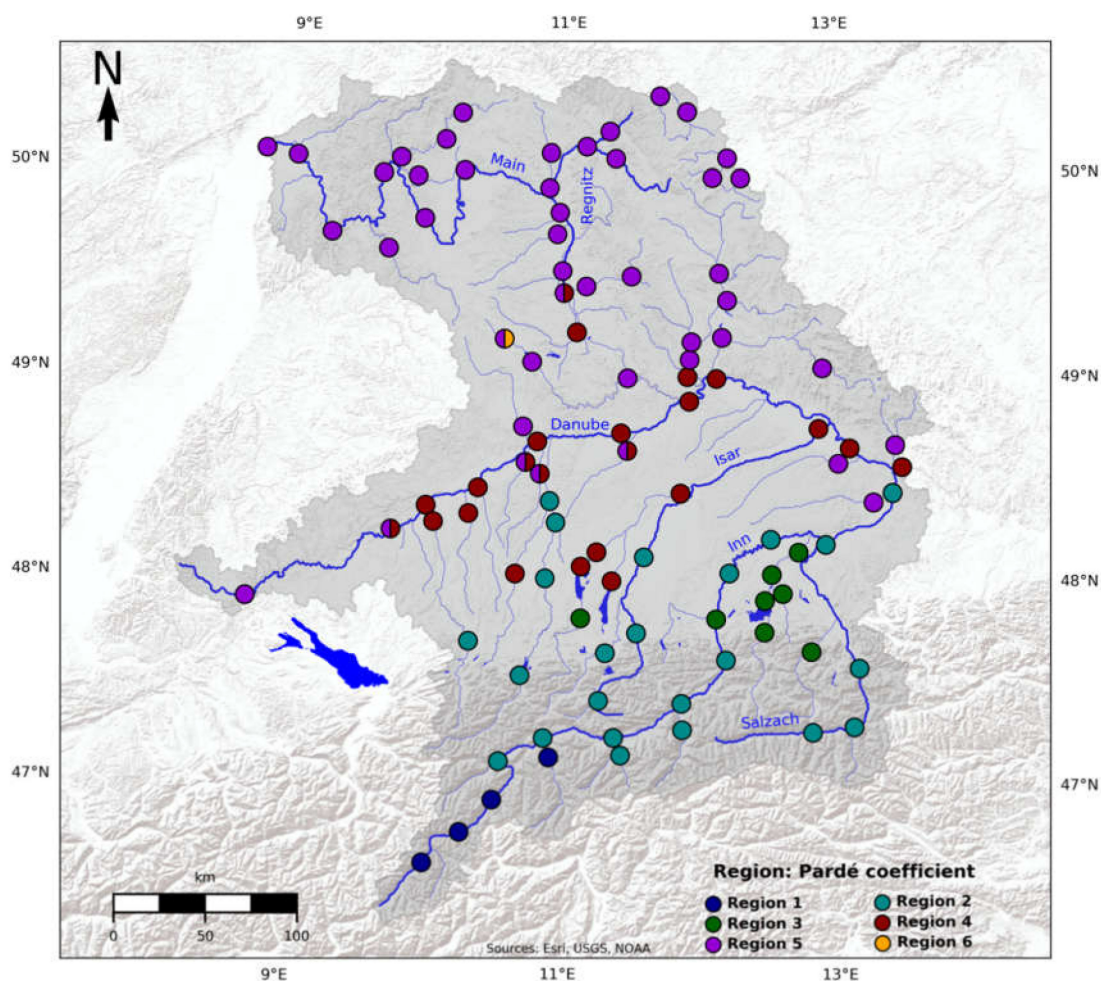 9°E 11°E 13°E
N
50°N
50°N
Main
Regnitz
49°N
49°N
Danube
Isar
Inn
48°N
48°N
Salzach
47°N
47°N
Region: Pardé coefficient
km
Region 1 Region 2
Region 3 Region 4
Region 5 Region 6
0 50 100
Sources: Esri, USGS, NOAA
9°E 11°E 13°E